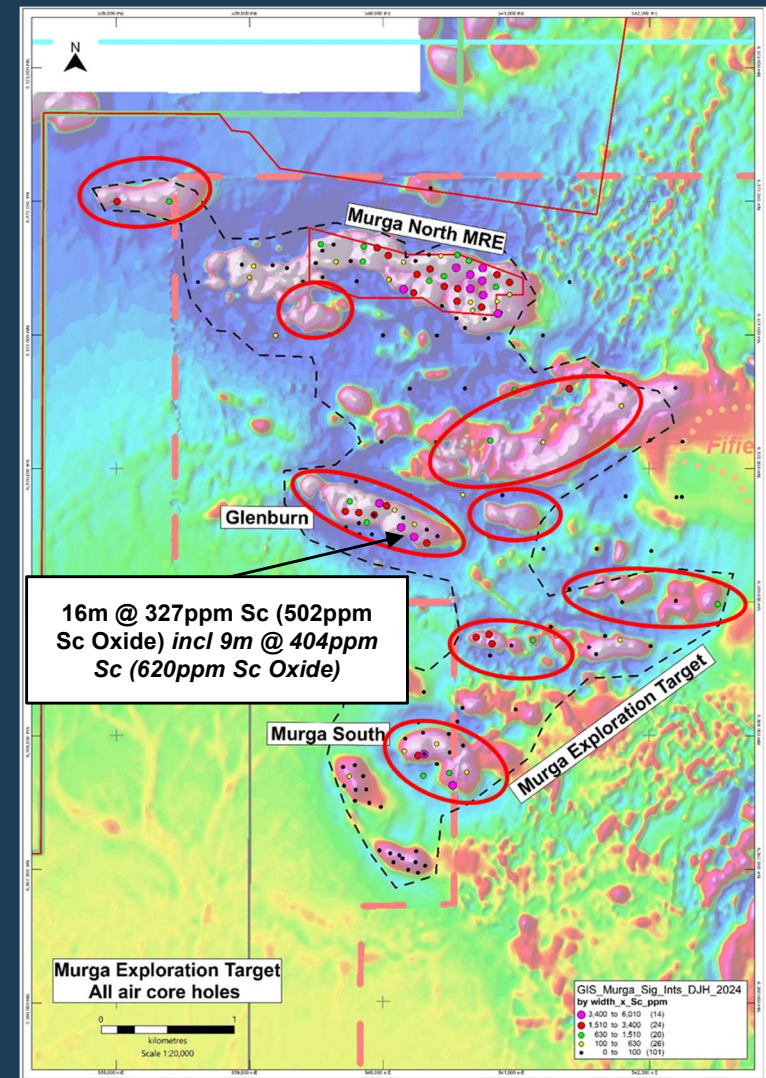 N
Murga North MRE
Fifie
Glenburn
16m @ 327ppm Sc (502ppm
Sc Oxide) incl 9m @ 404ppm
Sc (620ppm Sc Oxide)
Murga Exploration Target
Murga South
Murga Exploration Target
All air core holes
0 1
kilometres
Scale 1:20,000
GIS_Murga_Sig_Ints_DJH_2024
by width_x_Sc_ppm
3,400 to 6,010 (14)
1,510 to 3,400 (24)
630 to 1,510 (20)
100 to 630 (26)
0 to 100 (101)